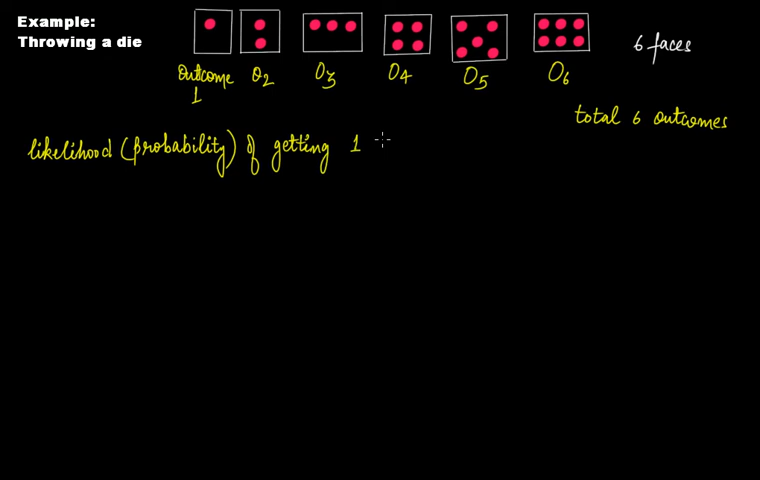 Example:
Throwing a die
6 faces
outcome 1
O2
O3
O4
O5
O6
total 6 outcomes
likelihood (probability) of getting 1